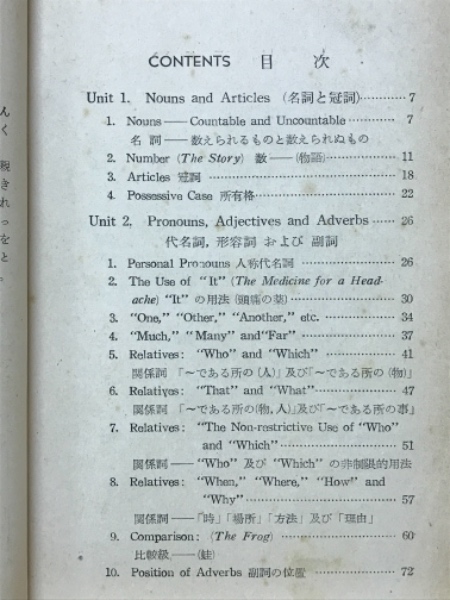 CONTENTS 目 次
Unit 1. Nouns and Articles (名詞と冠詞)············7
1. Nouns——Countable and Uncountable············ 7
名 詞——数えられるものと数えられぬもの
2. Number (The Story) 数——(物語)··················11
3. Articles 冠詞 ··········································18
4. Possessive Case 所有格································22
Unit 2. Pronouns, Adjectives and Adverbs······26
代名詞, 形容詞 および 副詞
1. Personal Pronouns 人称代名詞 ························26
2. The Use of "It" (The Medicine for a Head-
ache) "It" の用法 (頭痛の薬)························30
3. "One," "Other," "Another," etc. ··················34
4. "Much," "Many" and "Far" ························37
5. Relatives: "Who" and "Which" ··················41
関係詞 「～である所の(人)」及び「～である所の(物)」
6. Relatives: "That" and "What"··················47
関係詞 「～である所の(物,人)」及び「～である所の事」
7. Relatives: "The Non-restrictive Use of "Who"
and "Which"····································51
関係詞——"Who" 及び "Which" の非制限的用法
8. Relatives: "When," "Where," "How" and
"Why"··········································57
関係詞——「時」「場所」「方法」及び「理由」
9. Comparison: (The Frog) ···························60
比較級——(蛙)
10. Position of Adverbs 副詞の位置 ··················72
ん
く
親
き
れ
っ
を
と
。